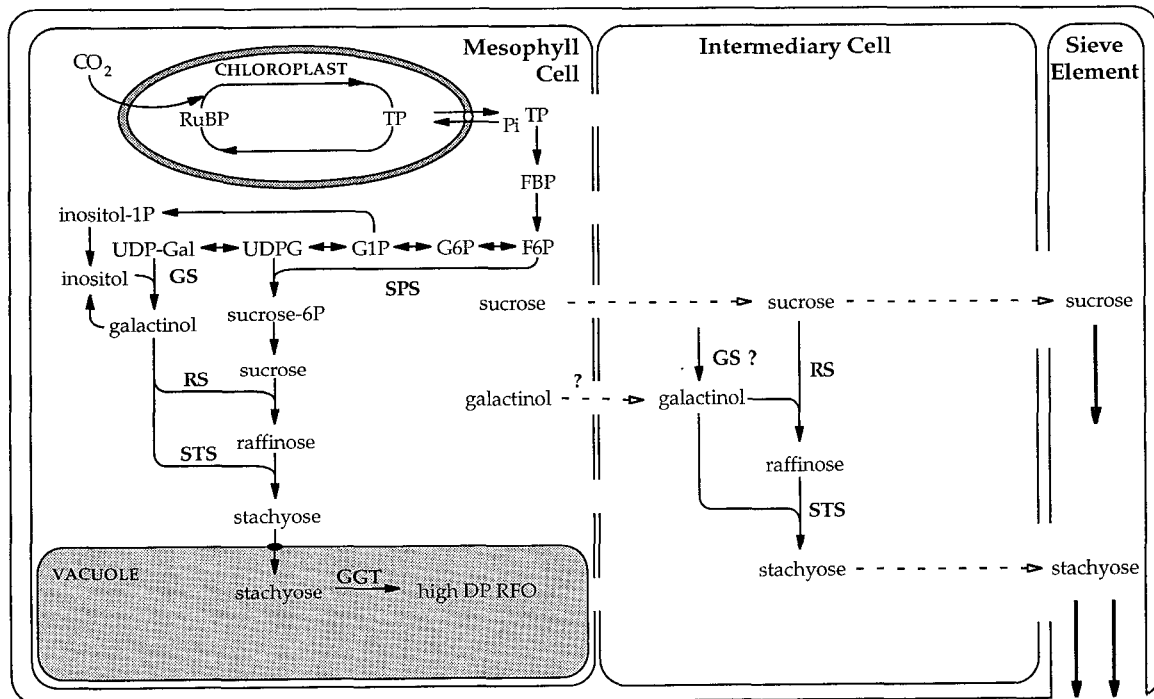 Mesophyll
Cell
CO2
CHLOROPLAST
RuBP
TP
Pi
TP
FBP
inositol-1P
UDP-Gal
UDPG
G1P
G6P
F6P
inositol
GS
SPS
galactinol
sucrose-6P
sucrose
RS
sucrose
galactinol
?
raffinose
STS
stachyose
VACUOLE
stachyose
GGT
high DP RFO
Intermediary Cell
sucrose
GS ?
RS
galactinol
raffinose
STS
stachyose
Sieve
Element
sucrose
stachyose